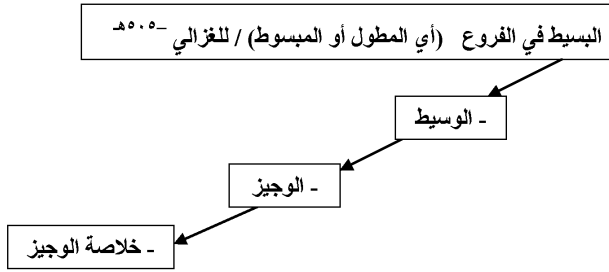 البسيط في الفروع (أي المطول أو المبسوط) / للغزالي –٥٠٥هـ
- الوسيط
- الوجيز
- خلاصة الوجيز